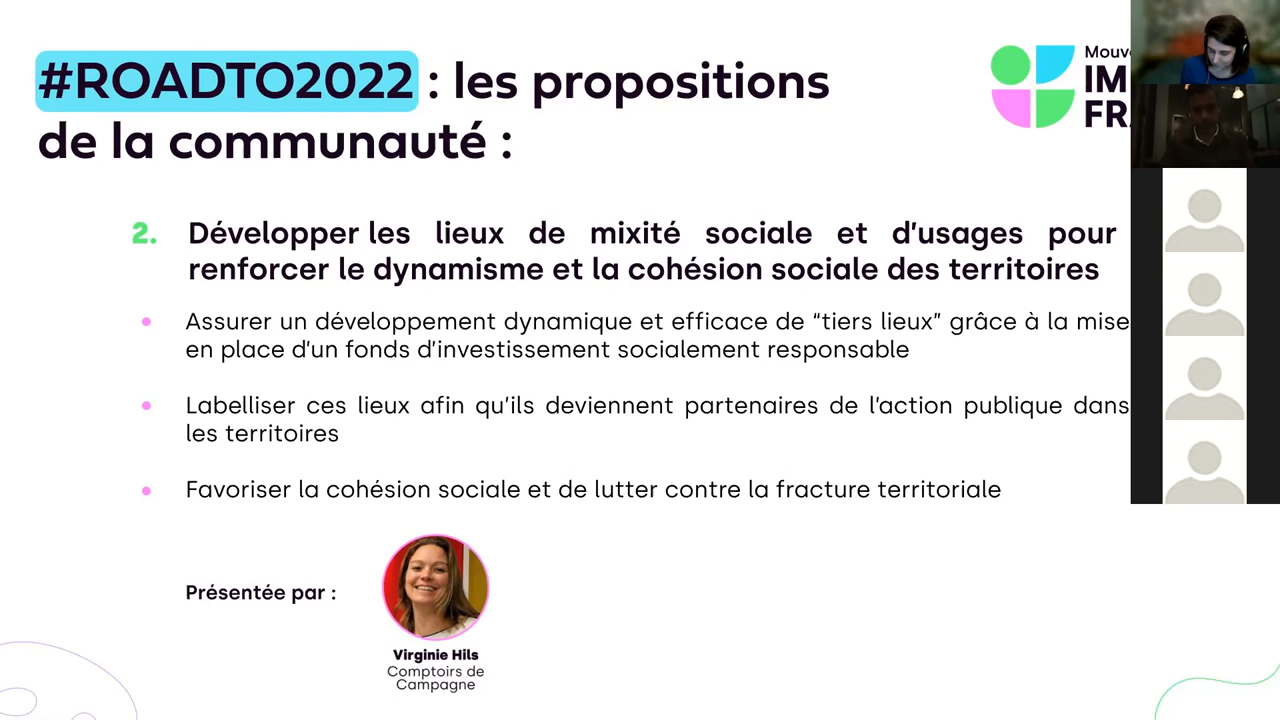 #ROADTO2022 : les propositions
de la communauté :
Mouv
IM
FR
2. Développer les lieux de mixité sociale et d'usages pour
renforcer le dynamisme et la cohésion sociale des territoires
• Assurer un développement dynamique et efficace de “tiers lieux” grâce à la mise
en place d'un fonds d'investissement socialement responsable
• Labelliser ces lieux afin qu'ils deviennent partenaires de l'action publique dans
les territoires
• Favoriser la cohésion sociale et de lutter contre la fracture territoriale
Présentée par :
Virginie Hils
Comptoirs de
Campagne